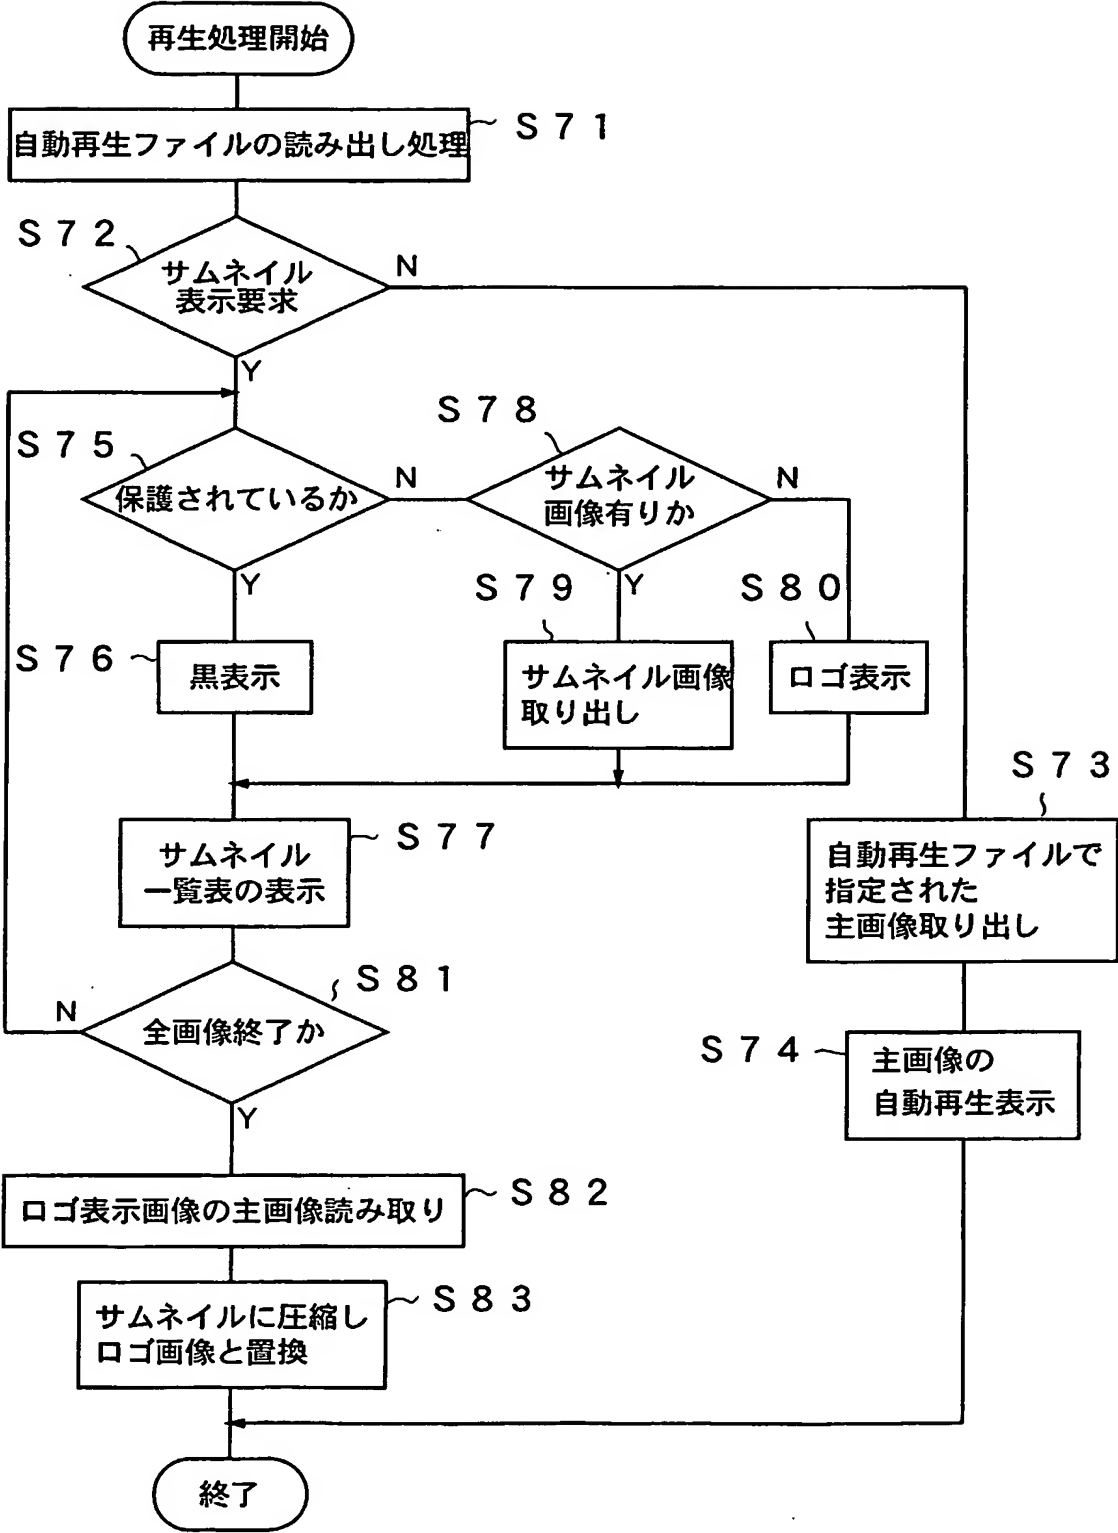 再生処理開始
自動再生ファイルの読み出し処理
S71
S72
サムネイル
表示要求
N
Y
S75
保護されているか
N
Y
S78
サムネイル
画像有りか
N
Y
S76
黒表示
S79
サムネイル画像
取り出し
S80
ロゴ表示
S77
サムネイル
一覧表の表示
S73
自動再生ファイルで
指定された
主画像取り出し
S81
全画像終了か
N
Y
S74
主画像の
自動再生表示
S82
ロゴ表示画像の主画像読み取り
S83
サムネイルに圧縮し
ロゴ画像と置換
終了